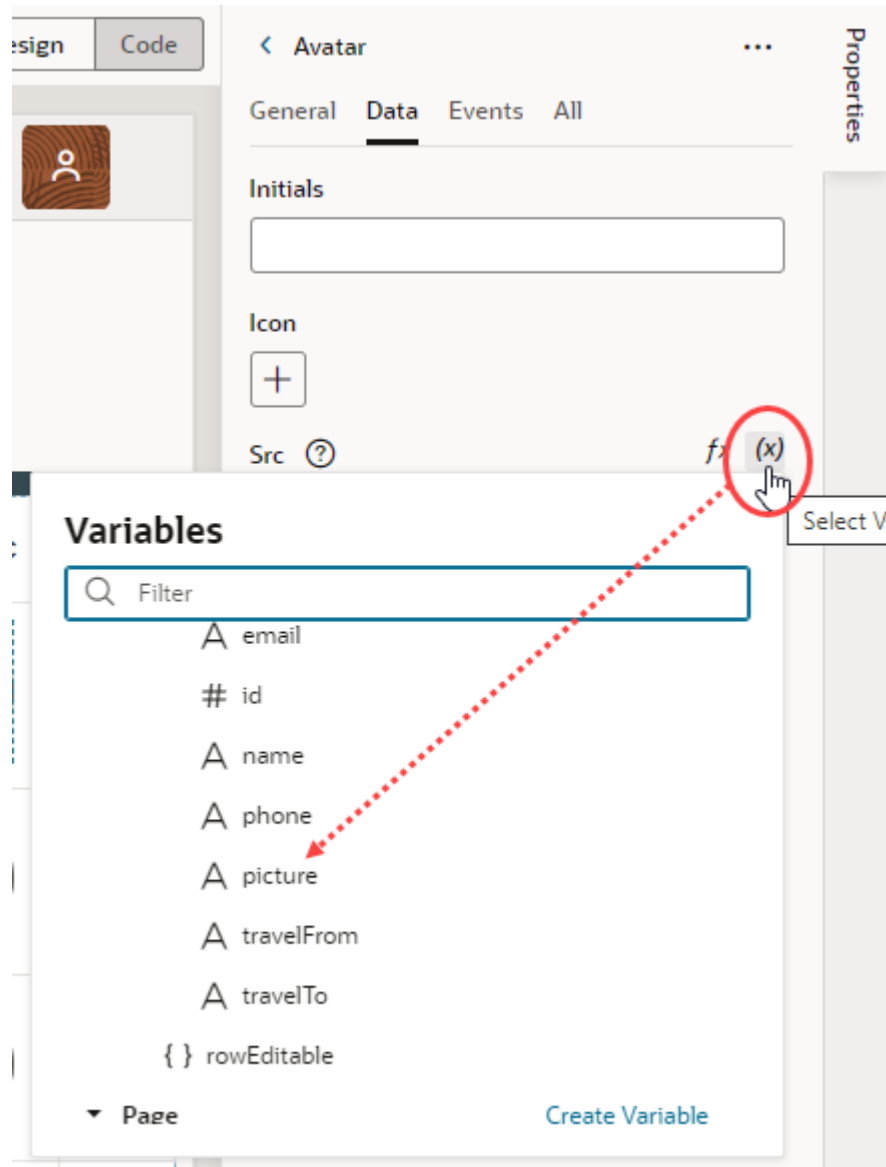 esign Code
Avatar
Properties
General Data Events All
Initials
Icon
Src ? fx (x)
Select V
Variables
Filter
A email
# id
A name
A phone
A picture
A travelFrom
A travelTo
{ } rowEditable
Page Create Variable